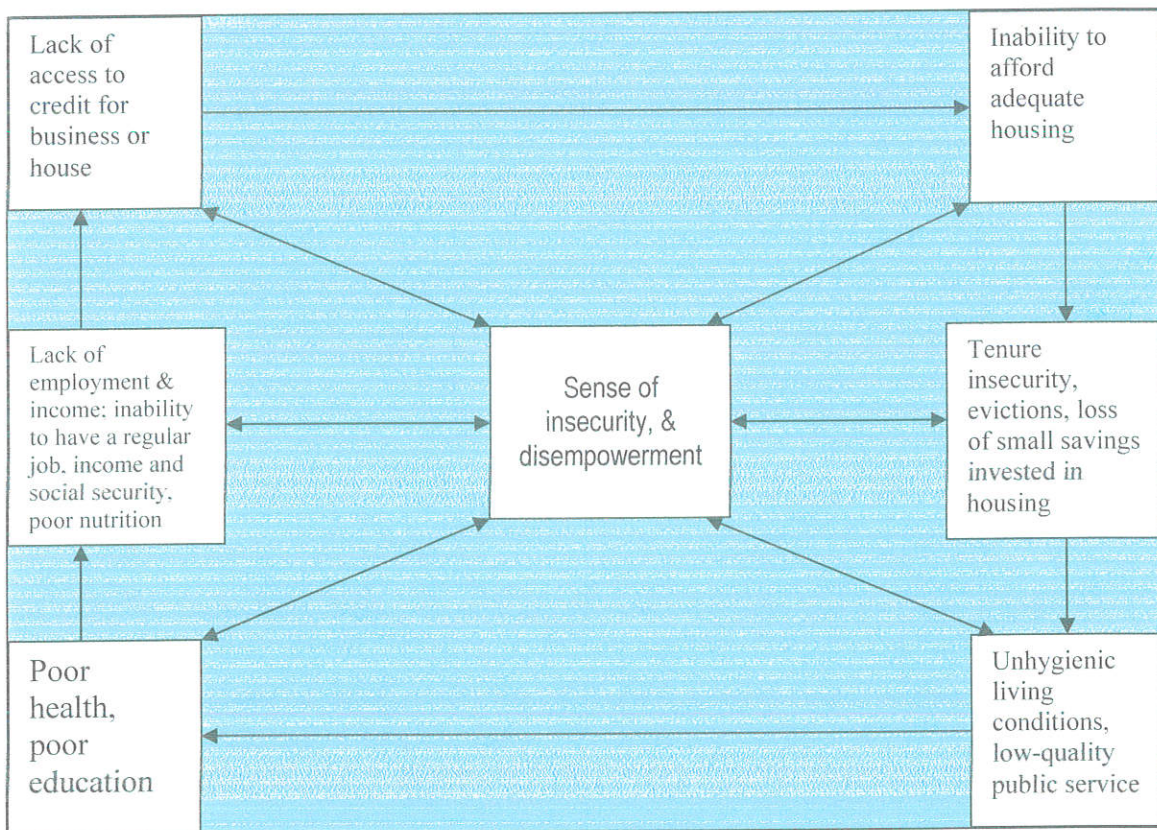 Lack of
access to
credit for
business or
house
Inability to
afford
adequate
housing
Lack of
employment &
income: inability
to have a regular
job, income and
social security,
poor nutrition
Sense of
insecurity, &
disempowerment
Tenure
insecurity,
evictions, loss
of small savings
invested in
housing
Poor
health,
poor
education
Unhygienic
living
conditions,
low-quality
public service